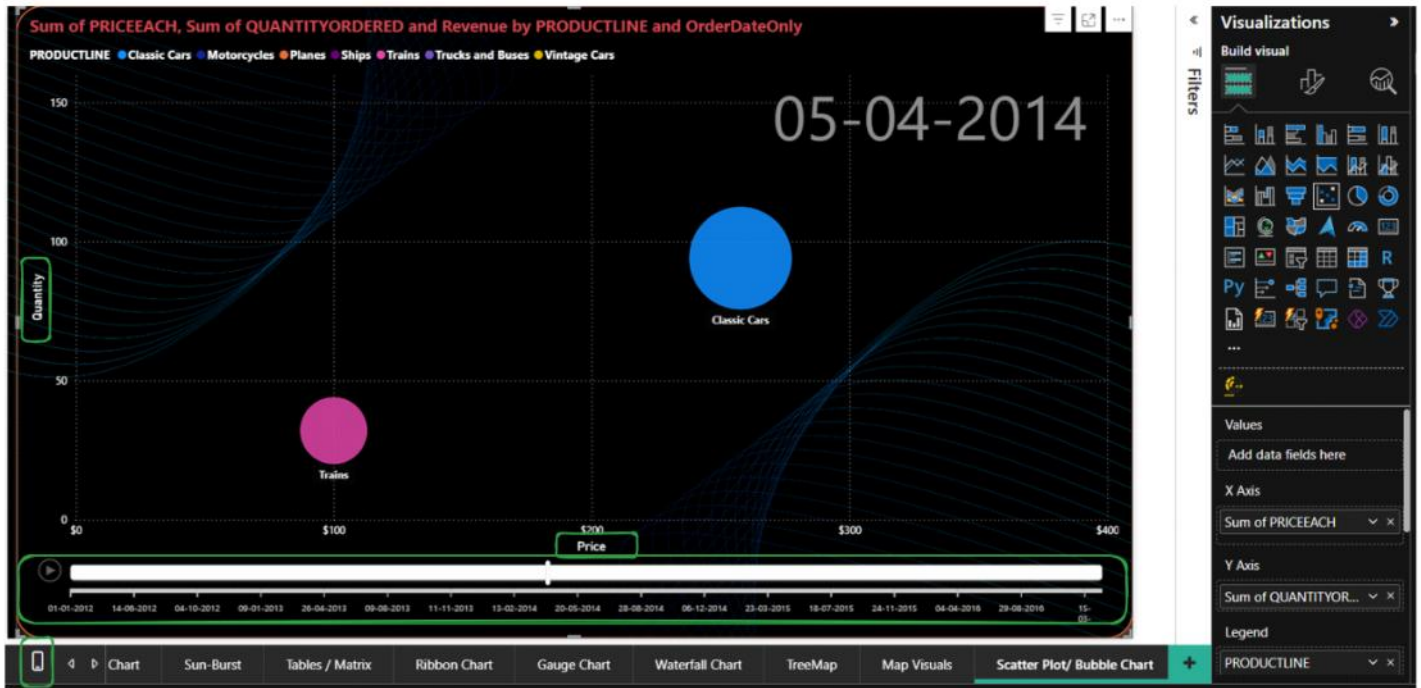 Sum of PRICEEACH, Sum of QUANTITYORDERED and Revenue by PRODUCTLINE and OrderDateOnly
PRODUCTLINE Classic Cars Motorcycles Planes Ships Trains Trucks and Buses Vintage Cars
05-04-2014
150
100
50
0
Quantity
Classic Cars
Trains
$0 $100 $200 $300 $400
Price
01-01-2012 14-06-2012 04-10-2012 09-01-2013 26-04-2013 09-08-2013 11-11-2013 13-02-2014 20-05-2014 28-08-2014 06-12-2014 23-03-2015 18-07-2015 24-11-2015 04-04-2016 29-08-2016 15-
03-
Chart Sun-Burst Tables / Matrix Ribbon Chart Gauge Chart Waterfall Chart TreeMap Map Visuals Scatter Plot/ Bubble Chart +
Filters
Visualizations
Build visual
123
R
Py
...
Values
Add data fields here
X Axis
Sum of PRICEEACH
Y Axis
Sum of QUANTITYOR...
Legend
PRODUCTLINE